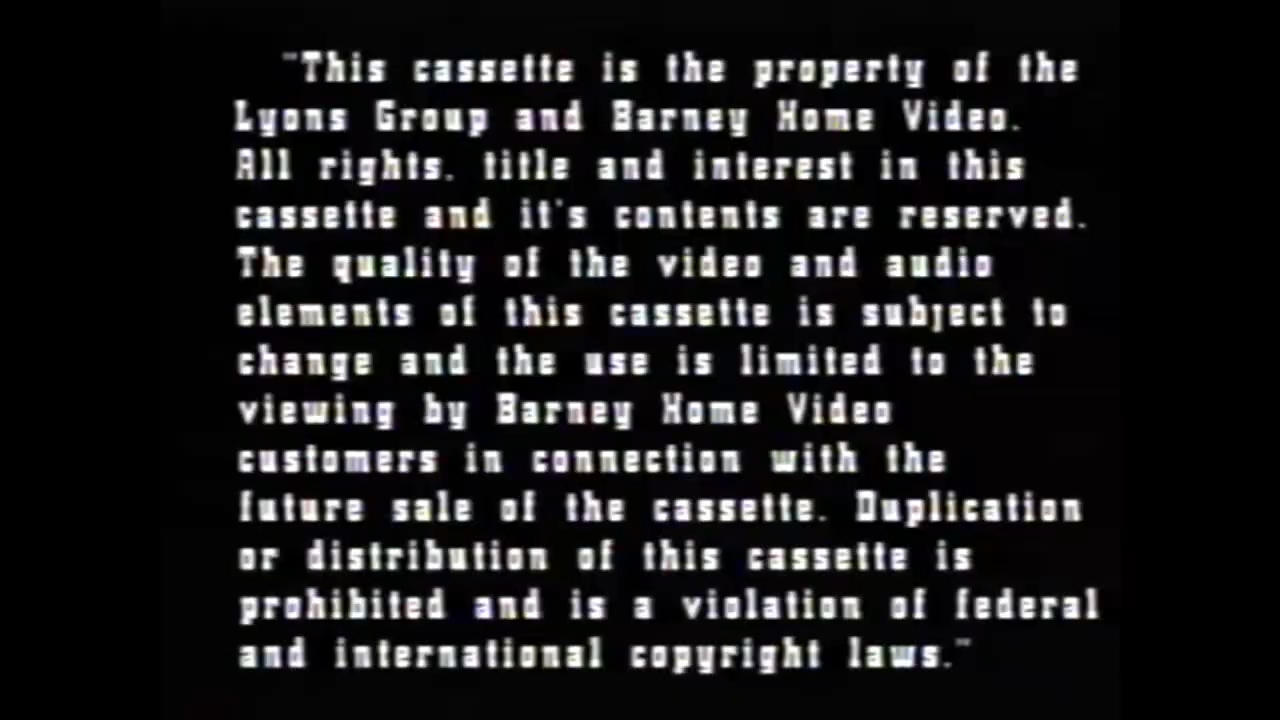 "This cassette is the property of the
Lyons Group and Barney Home Video.
All rights, title and interest in this
cassette and it's contents are reserved.
The quality of the video and audio
elements of this cassette is subject to
change and the use is limited to the
viewing by Barney Home Video
customers in connection with the
future sale of the cassette. Duplication
or distribution of this cassette is
prohibited and is a violation of federal
and international copyright laws."